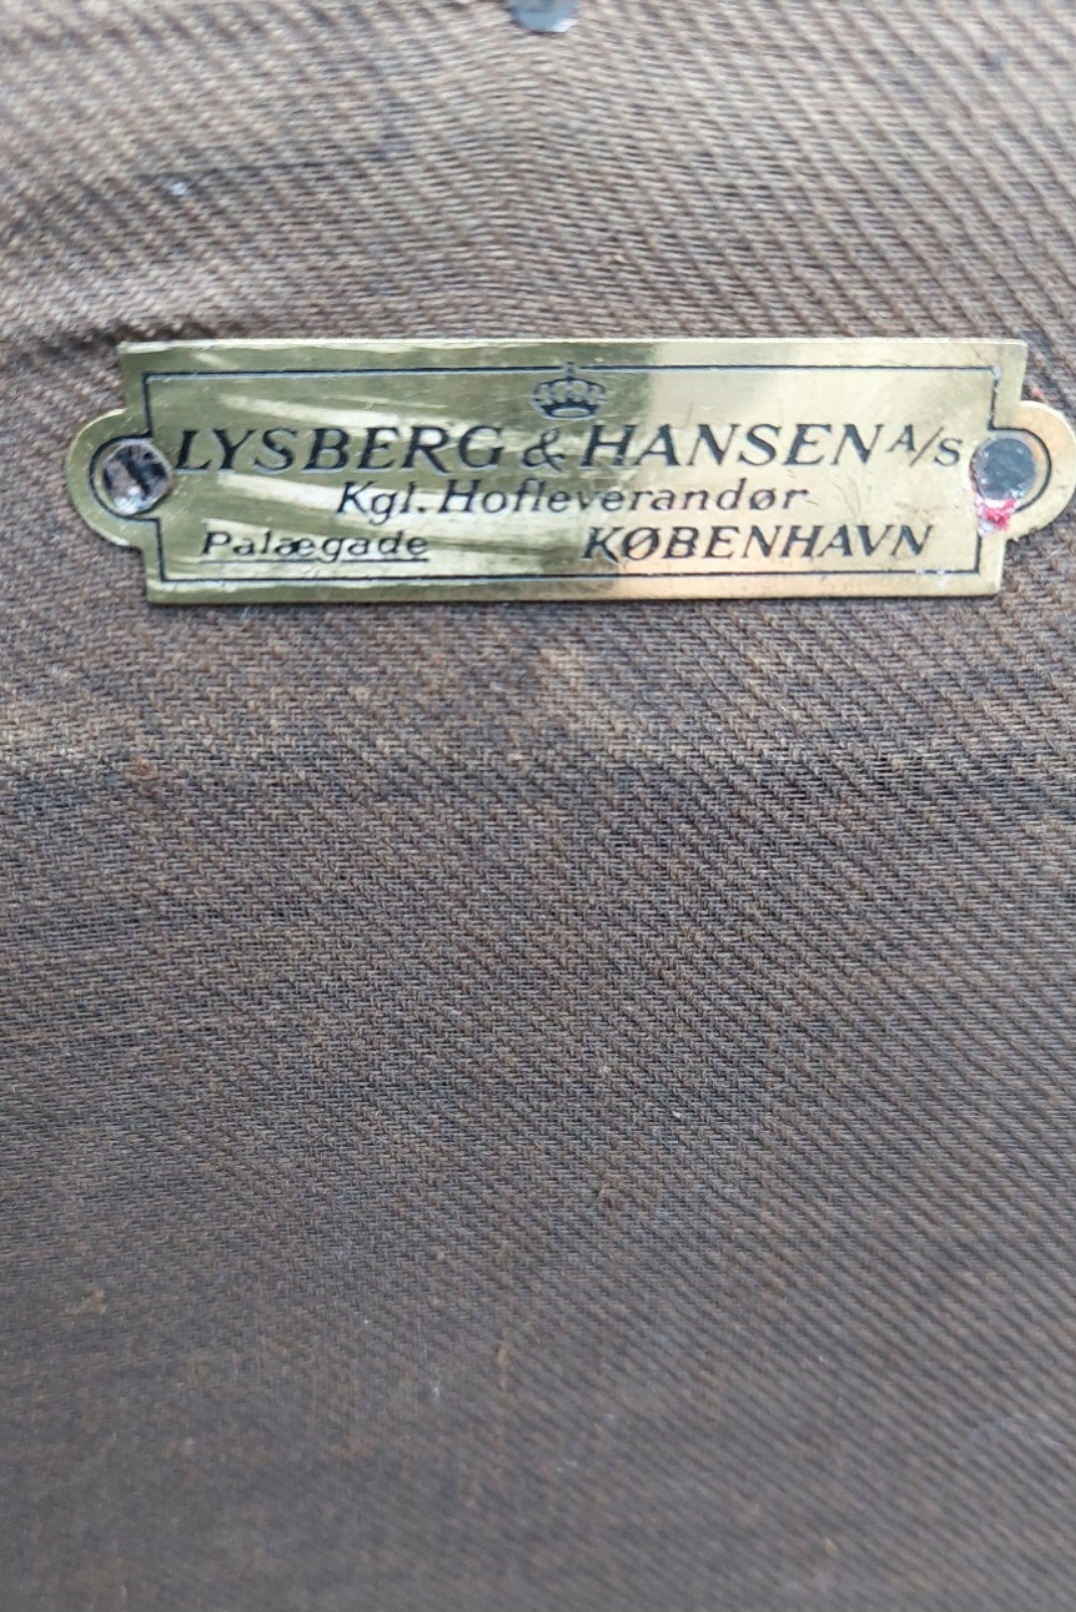 LYSBERG & HANSEN A/S
Kgl. Hofleverandør
Palægade KØBENHAVN